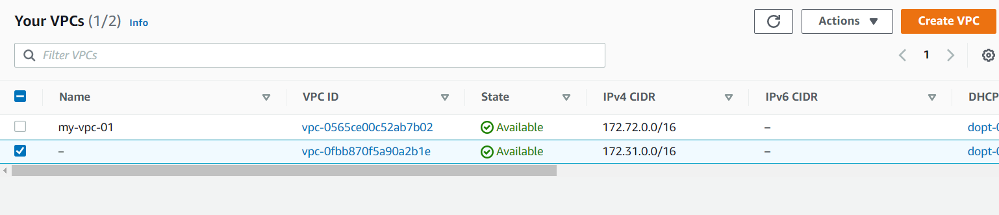 Your VPCs (1/2) Info
Actions
Create VPC
Filter VPCs
1
Name VPC ID State IPv4 CIDR IPv6 CIDR DHCP
my-vpc-01 vpc-0565ce00c52ab7b02 Available 172.72.0.0/16 – dopt-0
– vpc-0fbb870f5a90a2b1e Available 172.31.0.0/16 – dopt-0